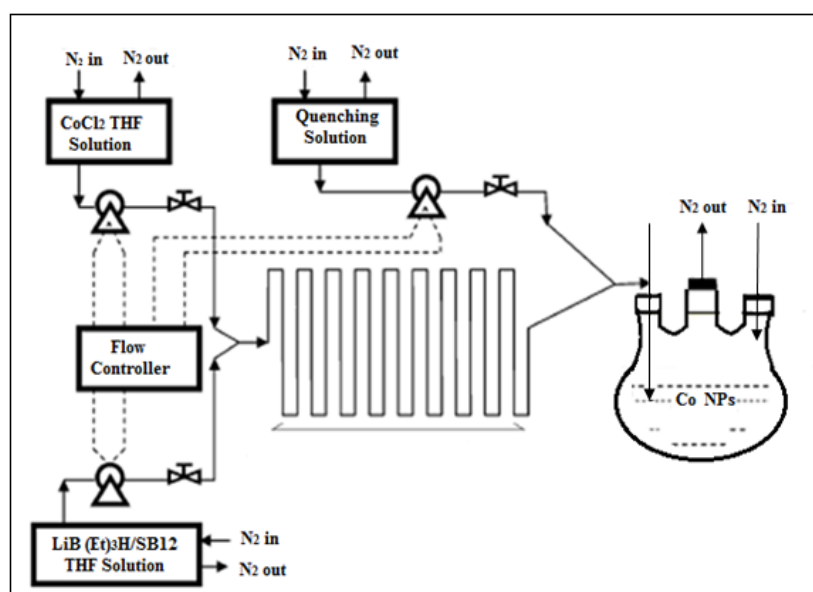 N2 in
N2 out
CoCl2 THF
Solution
N2 in
N2 out
Quenching
Solution
Flow
Controller
N2 out
N2 in
Co NPs
LiB (Et)3H/SB12
THF Solution
N2 in
N2 out